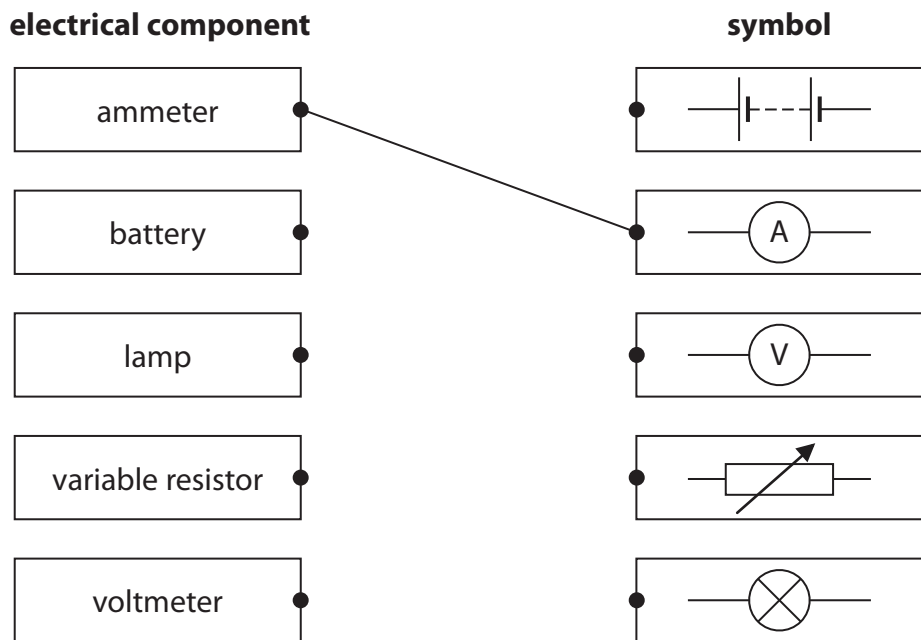 electrical component
symbol
ammeter
battery
A
lamp
V
variable resistor
voltmeter